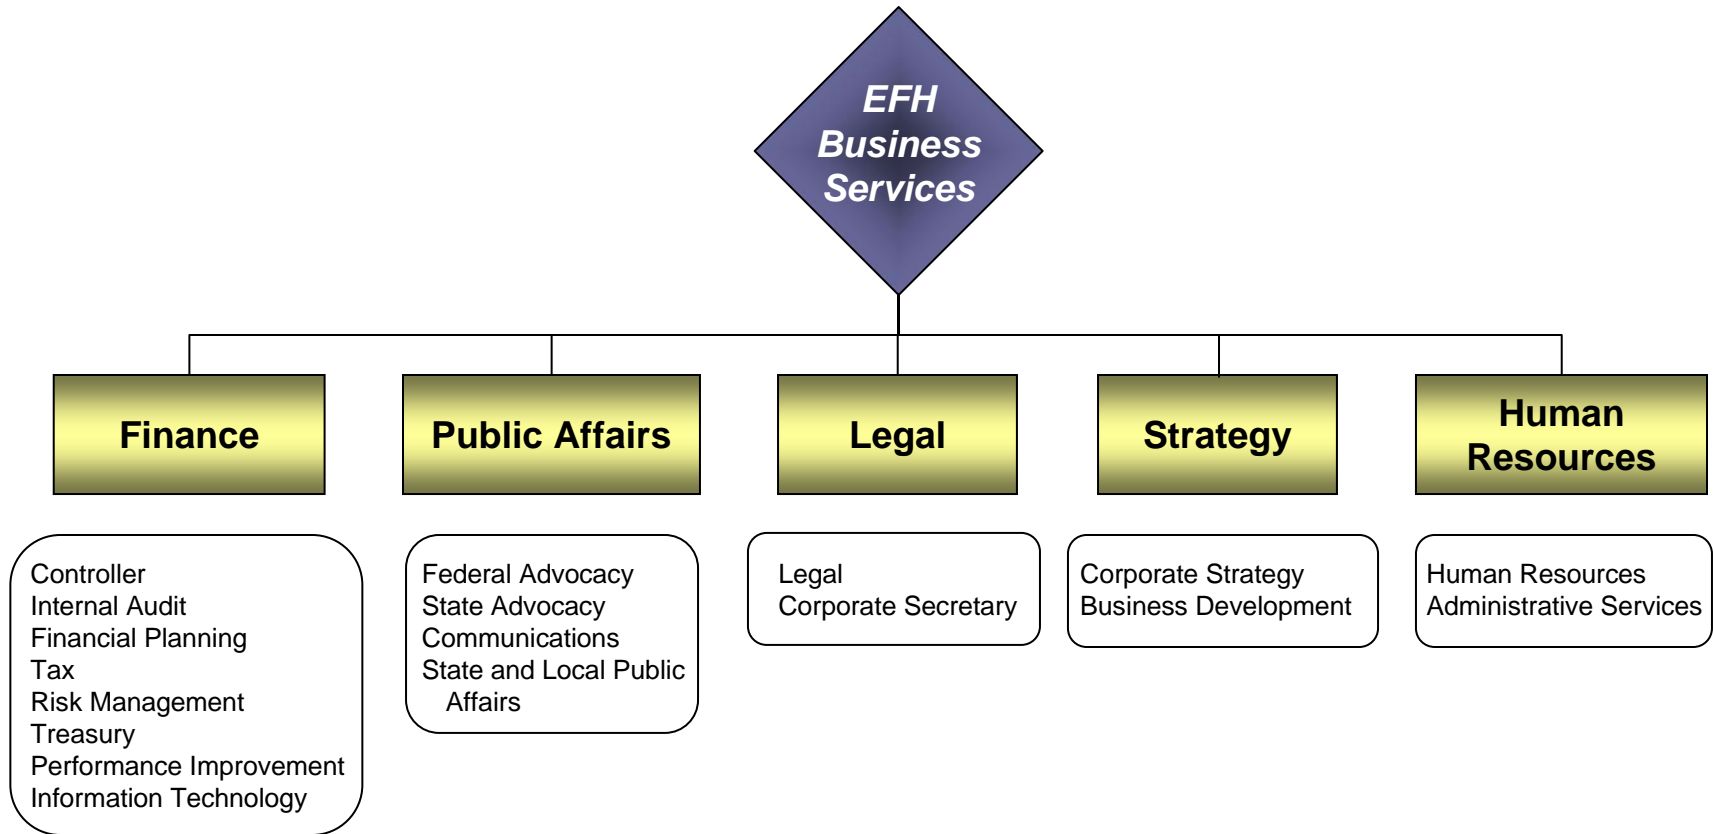 EFH
Business
Services
Finance
Public Affairs
Legal
Strategy
Human
Resources
Controller
Internal Audit
Financial Planning
Tax
Risk Management
Treasury
Performance Improvement
Information Technology
Federal Advocacy
State Advocacy
Communications
State and Local Public
Affairs
Legal
Corporate Secretary
Corporate Strategy
Business Development
Human Resources
Administrative Services